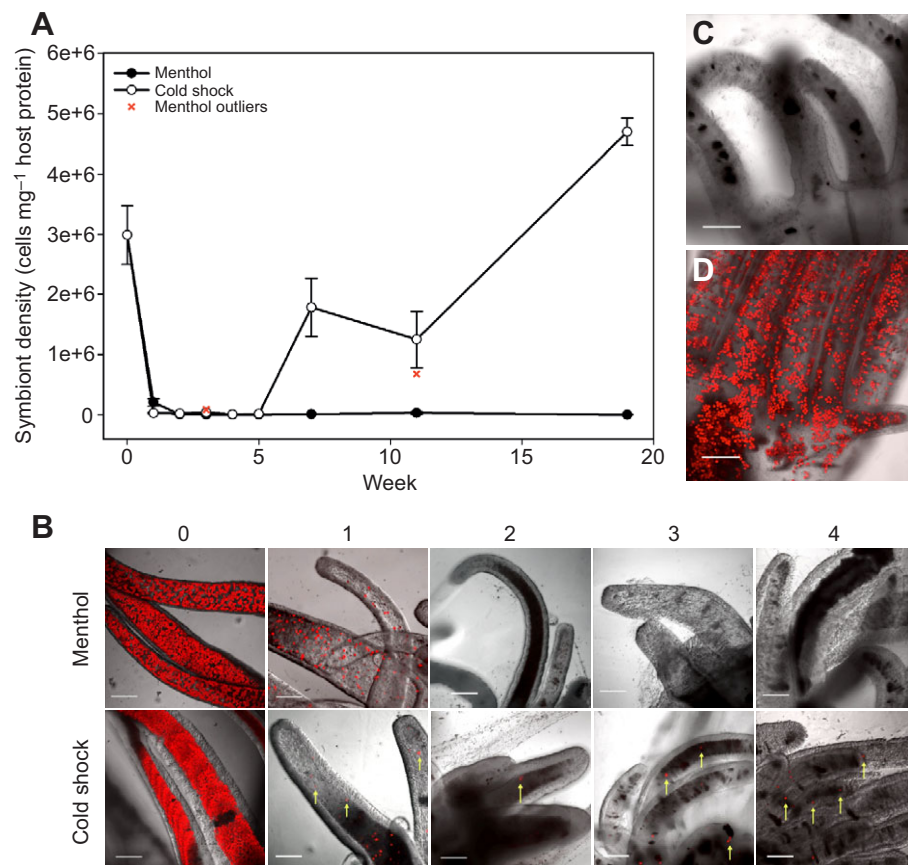 A
6e+6
5e+6
4e+6
3e+6
2e+6
1e+6
0
Symbiont density (cells mg⁻¹ host protein)
Menthol
Cold shock
Menthol outliers
0 5 10 15 20
Week
C
D
B
0 1 2 3 4
Menthol
Cold shock